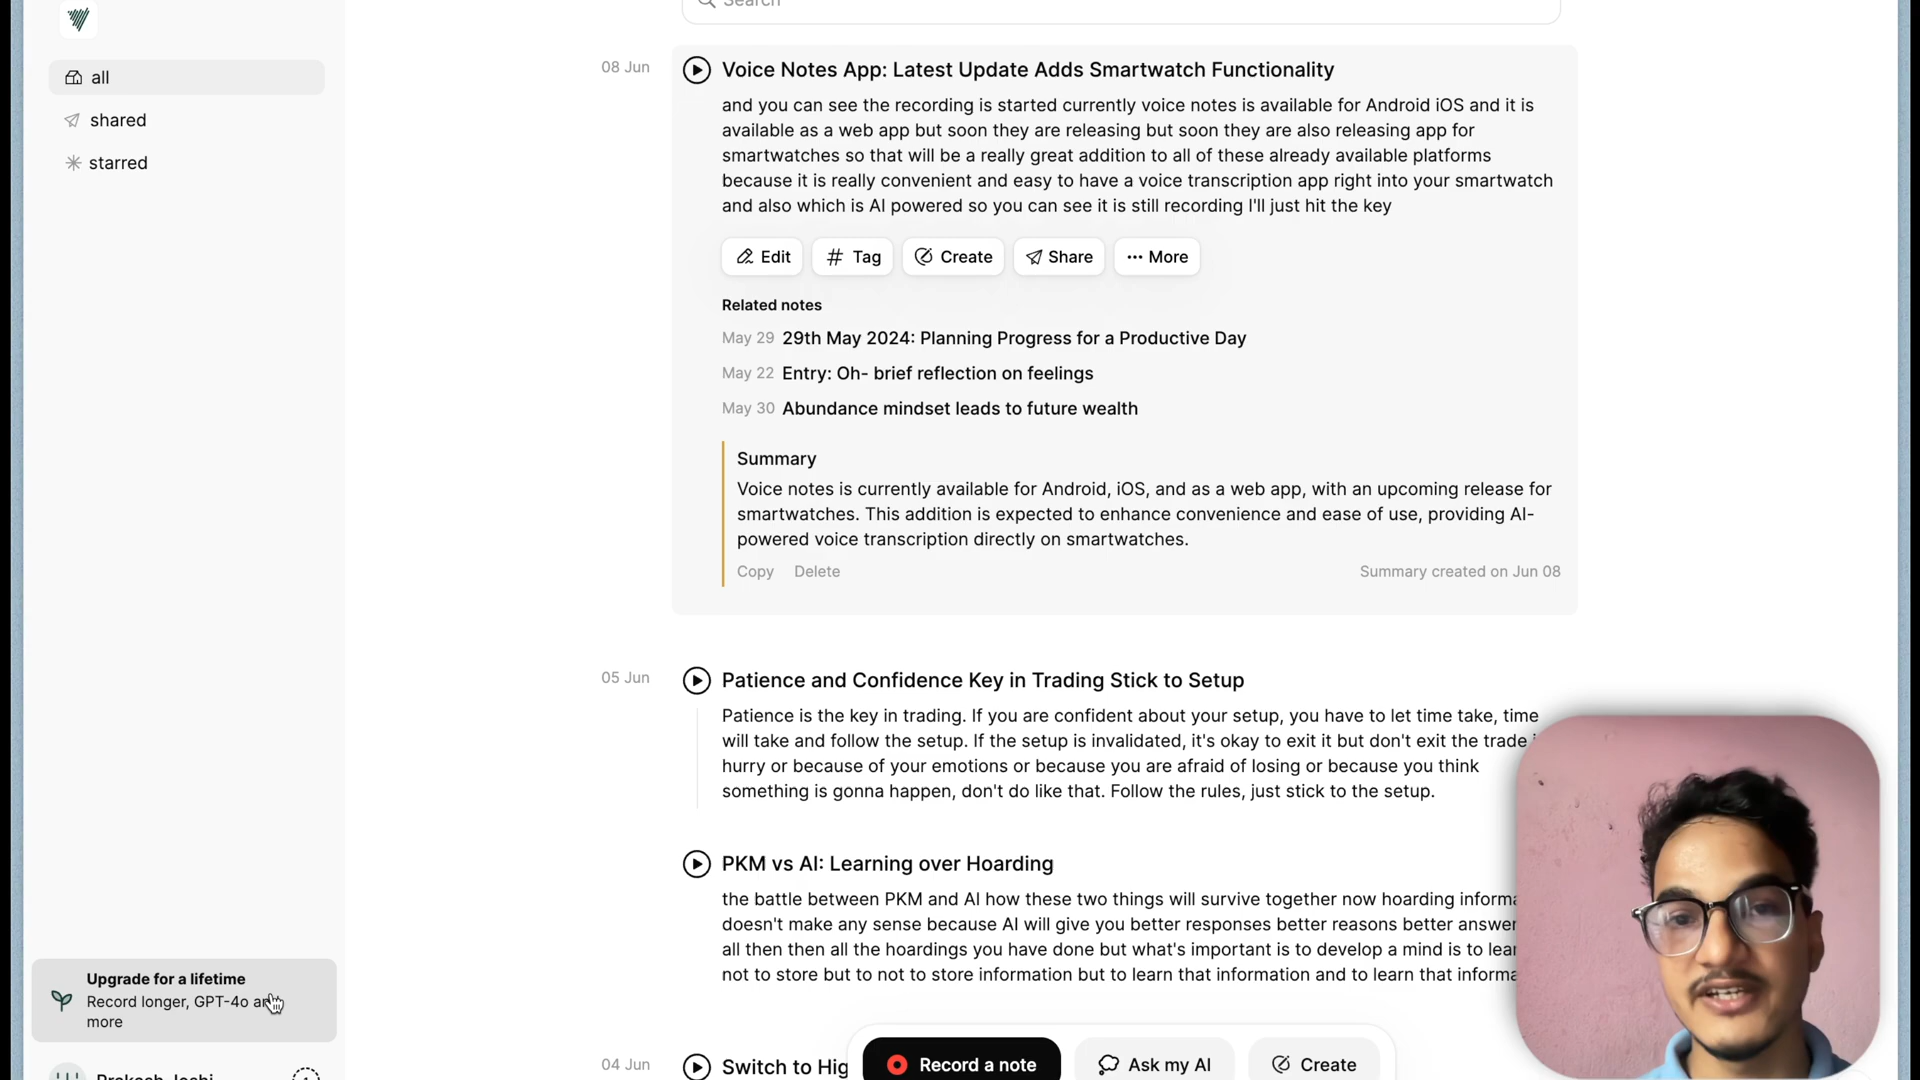 Search
all
shared
starred
08 Jun
Voice Notes App: Latest Update Adds Smartwatch Functionality
and you can see the recording is started currently voice notes is available for Android iOS and it is
available as a web app but soon they are releasing but soon they are also releasing app for
smartwatches so that will be a really great addition to all of these already available platforms
because it is really convenient and easy to have a voice transcription app right into your smartwatch
and also which is AI powered so you can see it is still recording I'll just hit the key
Edit
Tag
Create
Share
More
Related notes
May 29 29th May 2024: Planning Progress for a Productive Day
May 22 Entry: Oh- brief reflection on feelings
May 30 Abundance mindset leads to future wealth
Summary
Voice notes is currently available for Android, iOS, and as a web app, with an upcoming release for
smartwatches. This addition is expected to enhance convenience and ease of use, providing AI-
powered voice transcription directly on smartwatches.
Copy Delete Summary created on Jun 08
05 Jun
Patience and Confidence Key in Trading Stick to Setup
Patience is the key in trading. If you are confident about your setup, you have to let time take, time
will take and follow the setup. If the setup is invalidated, it's okay to exit it but don't exit the trade
hurry or because of your emotions or because you are afraid of losing or because you think
something is gonna happen, don't do like that. Follow the rules, just stick to the setup.
PKM vs AI: Learning over Hoarding
the battle between PKM and AI how these two things will survive together now hoarding
doesn't make any sense because AI will give you better responses better reasons better
all then then all the hoardings you have done but what's important is to develop a mind is to
not to store but to not to store information but to learn that information and to learn that
Upgrade for a lifetime
Record longer, GPT-4o
more
04 Jun
Switch to
Record a note
Ask my AI
Create